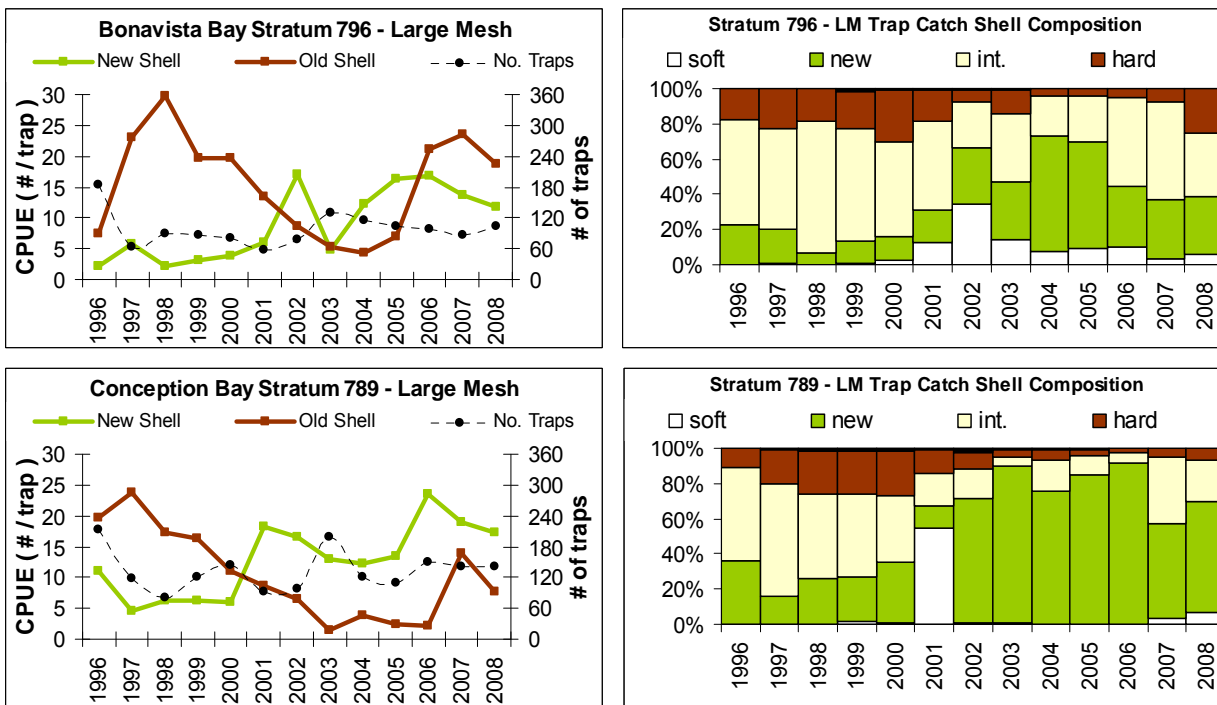 Bonavista Bay Stratum 796 - Large Mesh
New Shell Old Shell No. Traps
CPUE ( # / trap )
30
25
20
15
10
5
0
360
300
240
180
120
60
0
# of traps
1996 1997 1998 1999 2000 2001 2002 2003 2004 2005 2006 2007 2008
Stratum 796 - LM Trap Catch Shell Composition
soft new int. hard
100%
80%
60%
40%
20%
0%
1996 1997 1998 1999 2000 2001 2002 2003 2004 2005 2006 2007 2008
Conception Bay Stratum 789 - Large Mesh
New Shell Old Shell No. Traps
CPUE ( # / trap )
30
25
20
15
10
5
0
360
300
240
180
120
60
0
# of traps
1996 1997 1998 1999 2000 2001 2002 2003 2004 2005 2006 2007 2008
Stratum 789 - LM Trap Catch Shell Composition
soft new int. hard
100%
80%
60%
40%
20%
0%
1996 1997 1998 1999 2000 2001 2002 2003 2004 2005 2006 2007 2008